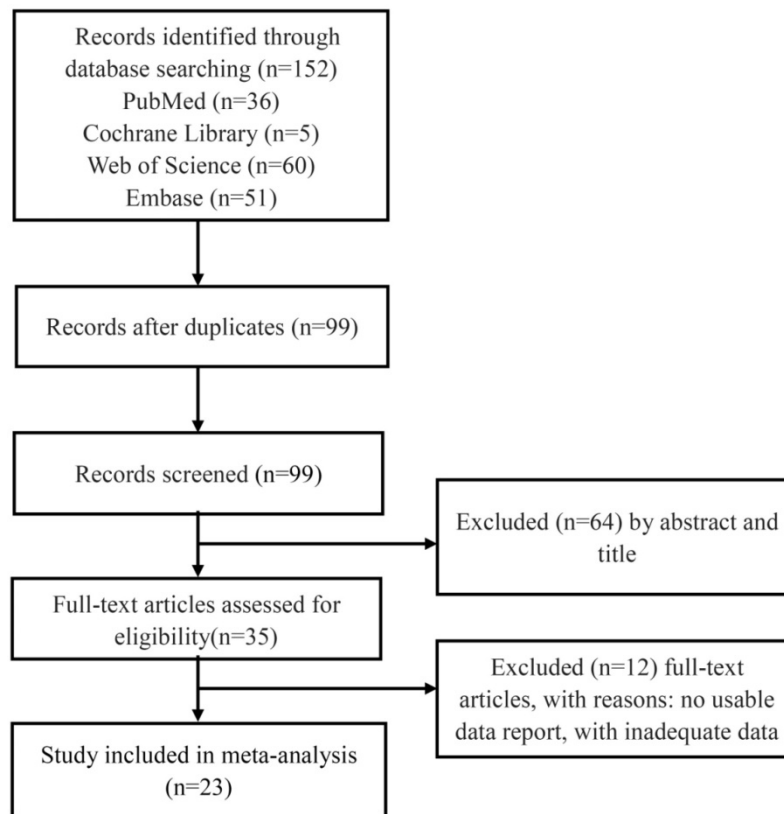 Records identified through
database searching (n=152)
PubMed (n=36)
Cochrane Library (n=5)
Web of Science (n=60)
Embase (n=51)
Records after duplicates (n=99)
Records screened (n=99)
Excluded (n=64) by abstract and
title
Full-text articles assessed for
eligibility(n=35)
Excluded (n=12) full-text
articles, with reasons: no usable
data report, with inadequate data
Study included in meta-analysis
(n=23)